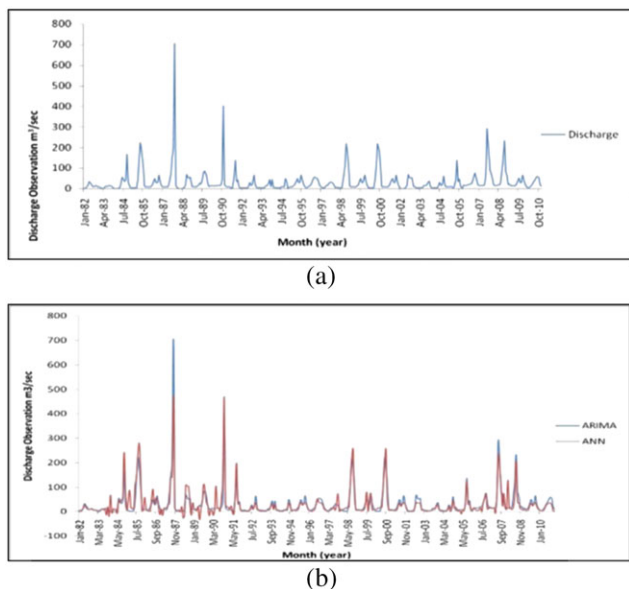 800
700
600
500
400
300
200
100
0
Discharge Observation m³/sec
Discharge
Jan-82
Apr-83
Jul-84
Oct-85
Jan-87
Apr-88
Jul-89
Oct-90
Jan-92
Apr-93
Jul-94
Oct-95
Jan-97
Apr-98
Jul-99
Oct-00
Jan-02
Apr-03
Jul-04
Oct-05
Jan-07
Apr-08
Jul-09
Oct-10
Month (year)
(a)
800
700
600
500
400
300
200
100
0
-100
Discharge Observation m3/sec
ARIMA
ANN
Jan-82
Mar-83
May-84
Jul-85
Sep-86
Nov-87
Jan-89
Mar-90
May-91
Jul-92
Sep-93
Nov-94
Jan-96
Mar-97
May-98
Jul-99
Sep-00
Nov-01
Jan-03
Mar-04
May-05
Jul-06
Sep-07
Nov-08
Jan-10
Month (year)
(b)